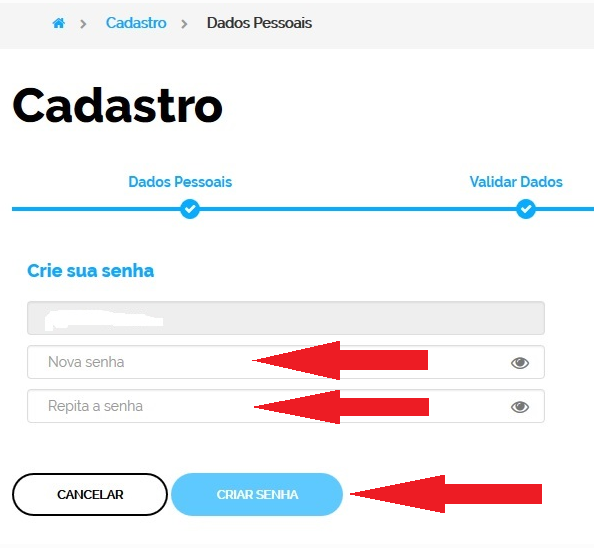 Cadastro Dados Pessoais
Cadastro
Dados Pessoais Validar Dados
Crie sua senha
Nova senha
Repita a senha
CANCELAR CRIAR SENHA